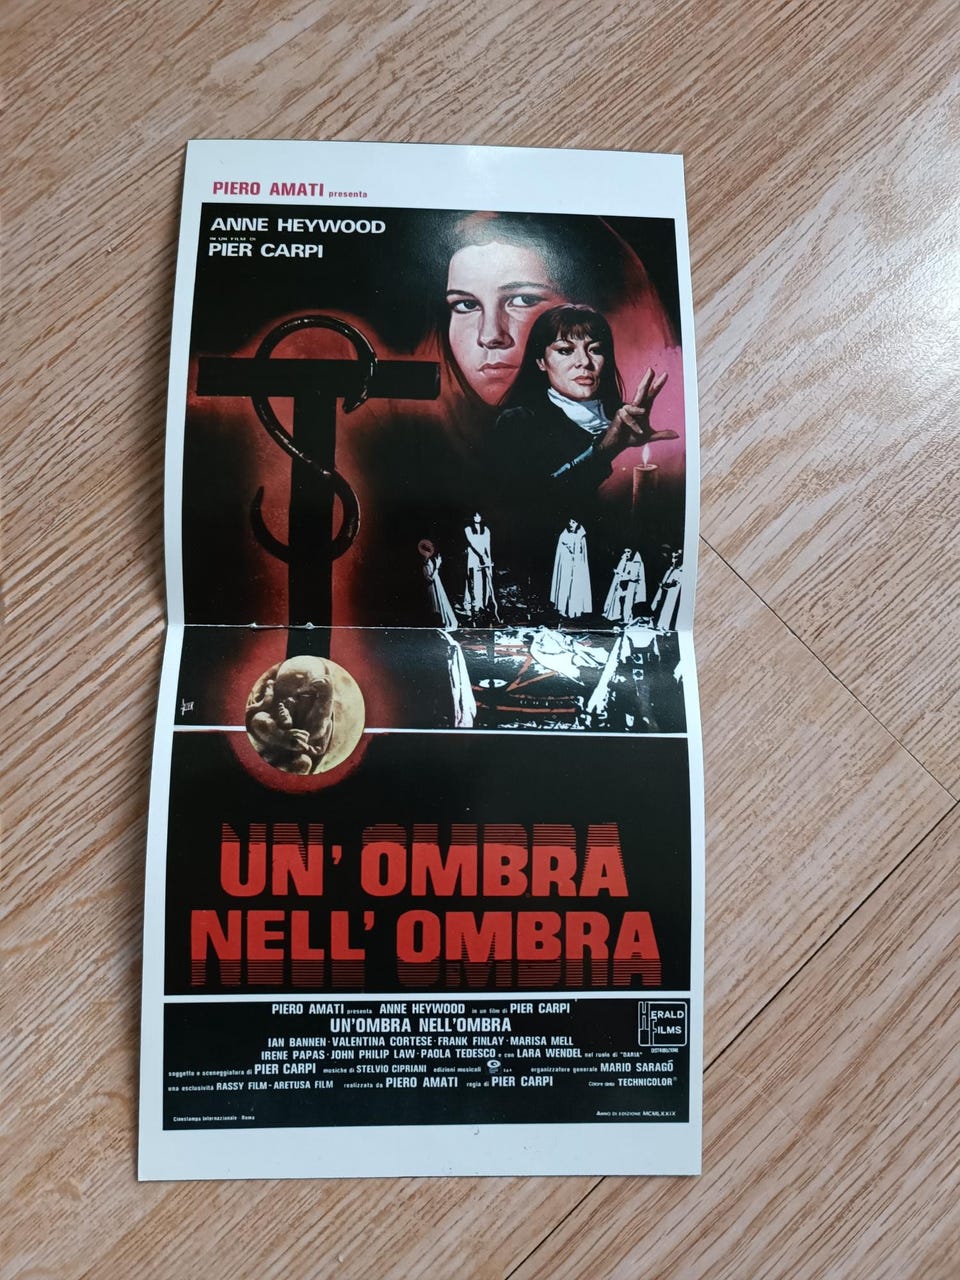 PIERO AMATI presenta
ANNE HEYWOOD
IN UN FILM DI
PIER CARPI
UN' OMBRA
NELL' OMBRA
PIERO AMATI presenta ANNE HEYWOOD in un film di PIER CARPI
UN'OMBRA NELL'OMBRA
IAN BANNEN · VALENTINA CORTESE · FRANK FINLAY · MARISA MELL
IRENE PAPAS · JOHN PHILIP LAW · PAOLA TEDESCO e con LARA WENDEL nel ruolo di "DARIA"
soggetto e sceneggiatura di PIER CARPI musiche di STELVIO CIPRIANI edizioni musicali organizzatore generale MARIO SARAGÒ
una esclusività RASSY FILM - ARETUSA FILM realizzata da PIERO AMATI regia di PIER CARPI Colore della TECHNICOLOR®
HERALD
FILMS
DISTRIBUZIONE
Cinestampa Internazionale - Roma
ANNO DI EDIZIONE MCMLXXIX